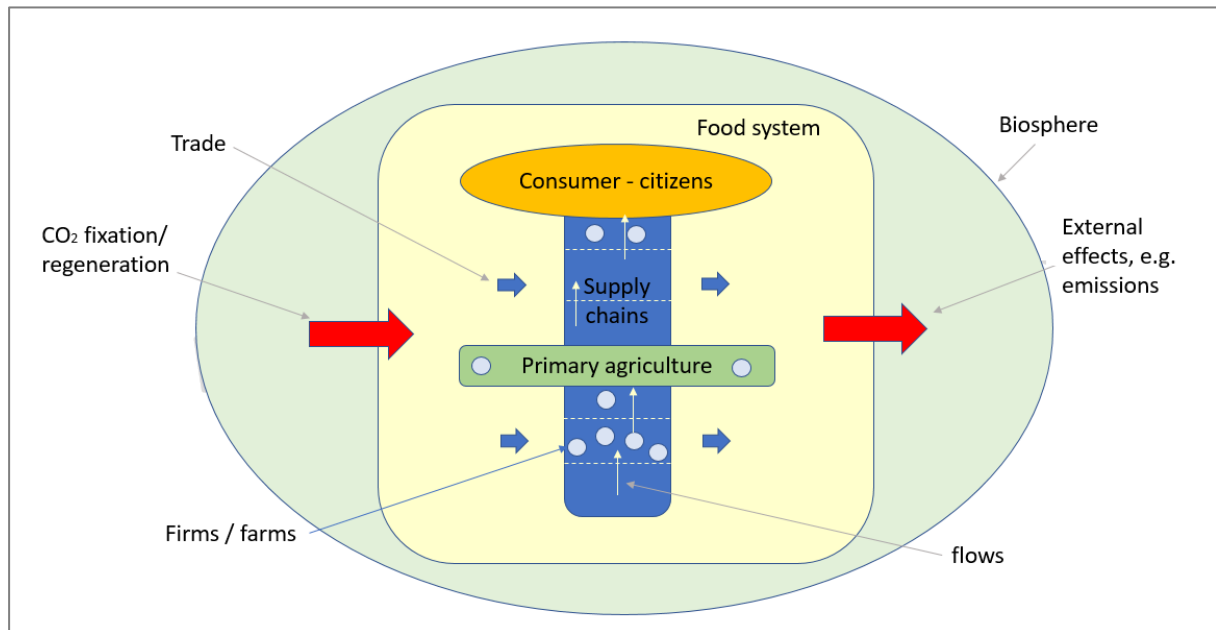 Food system
Biosphere
Trade
Consumer - citizens
CO₂ fixation/
regeneration
External
effects, e.g.
emissions
Supply
chains
Primary agriculture
Firms / farms
flows